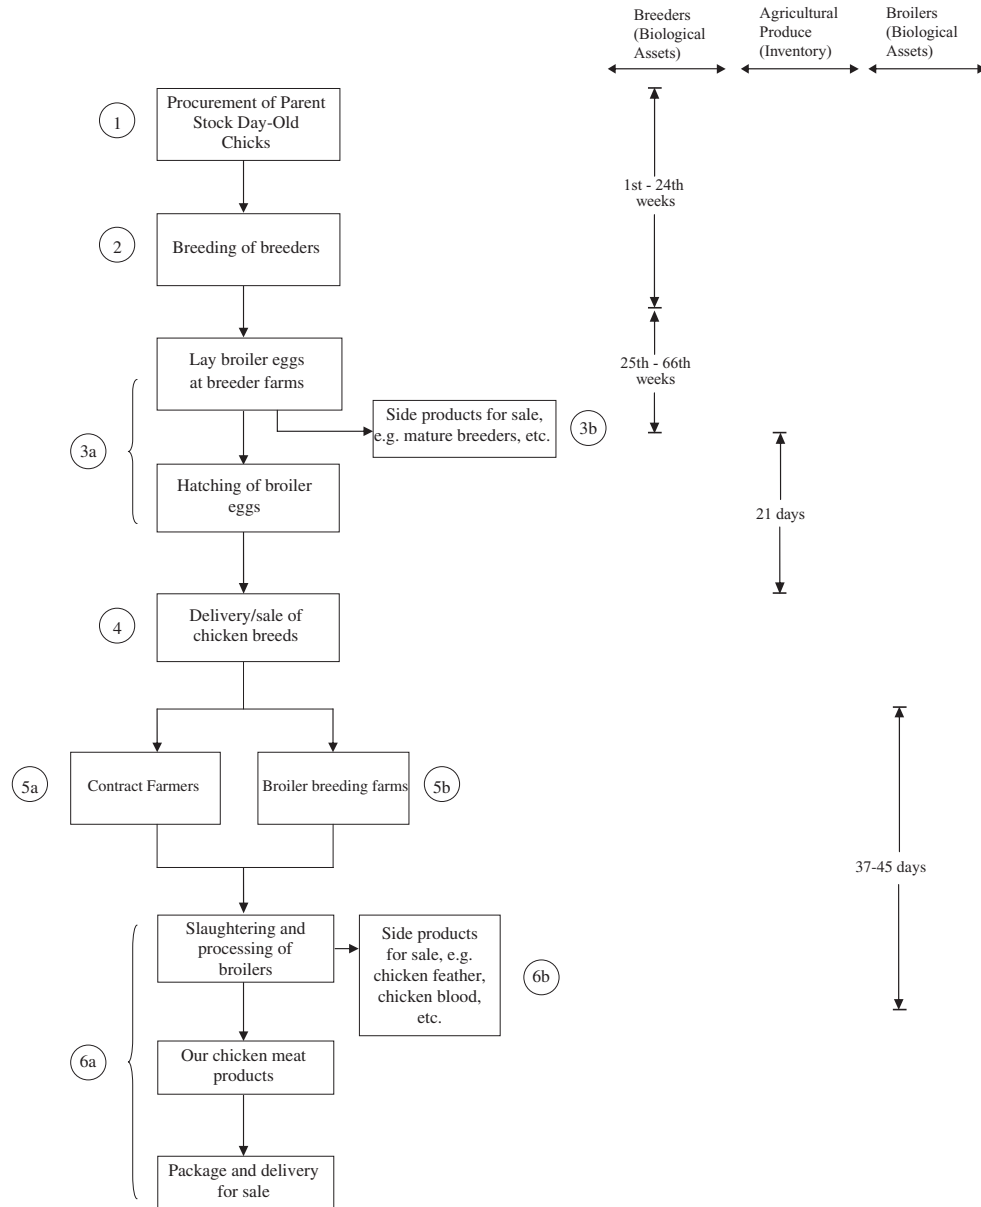 Breeders
(Biological
Assets)
Agricultural
Produce
(Inventory)
Broilers
(Biological
Assets)
1
Procurement of Parent
Stock Day-Old
Chicks
1st - 24th
weeks
2
Breeding of breeders
Lay broiler eggs
at breeder farms
25th - 66th
weeks
Side products for sale,
e.g. mature breeders, etc.
3b
3a
Hatching of broiler
eggs
21 days
4
Delivery/sale of
chicken breeds
5a
Contract Farmers
Broiler breeding farms
5b
37-45 days
Slaughtering and
processing of
broilers
Side products
for sale, e.g.
chicken feather,
chicken blood,
etc.
6b
6a
Our chicken meat
products
Package and delivery
for sale